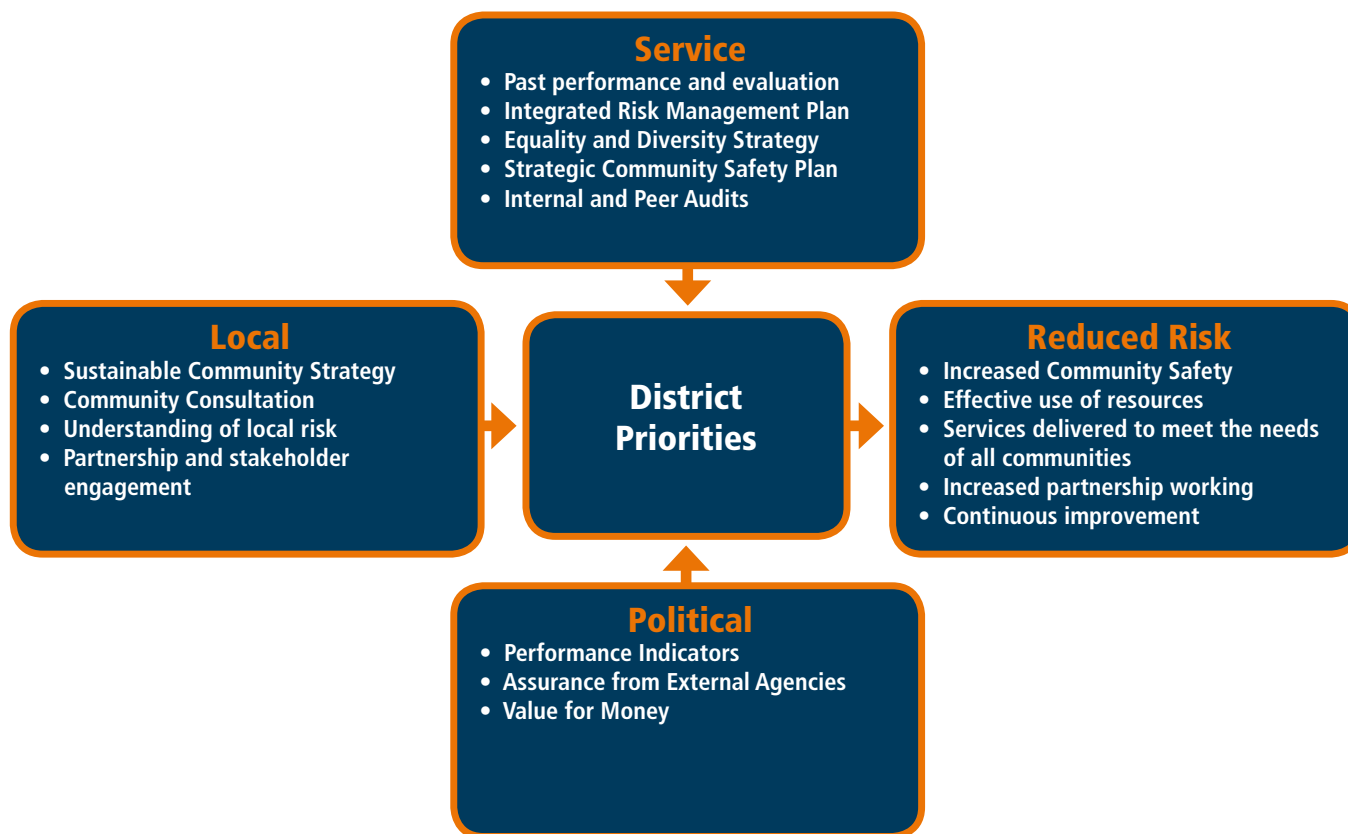 Service
• Past performance and evaluation
• Integrated Risk Management Plan
• Equality and Diversity Strategy
• Strategic Community Safety Plan
• Internal and Peer Audits
Local
• Sustainable Community Strategy
• Community Consultation
• Understanding of local risk
• Partnership and stakeholder
engagement
District
Priorities
Reduced Risk
• Increased Community Safety
• Effective use of resources
• Services delivered to meet the needs
of all communities
• Increased partnership working
• Continuous improvement
Political
• Performance Indicators
• Assurance from External Agencies
• Value for Money